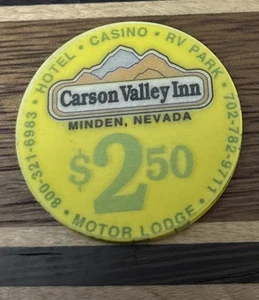 HOTEL • CASINO • RV PARK • 702-782-9711 • MOTOR LODGE • 800-321-6983 •
Carson Valley Inn
MINDEN, NEVADA
$2.50